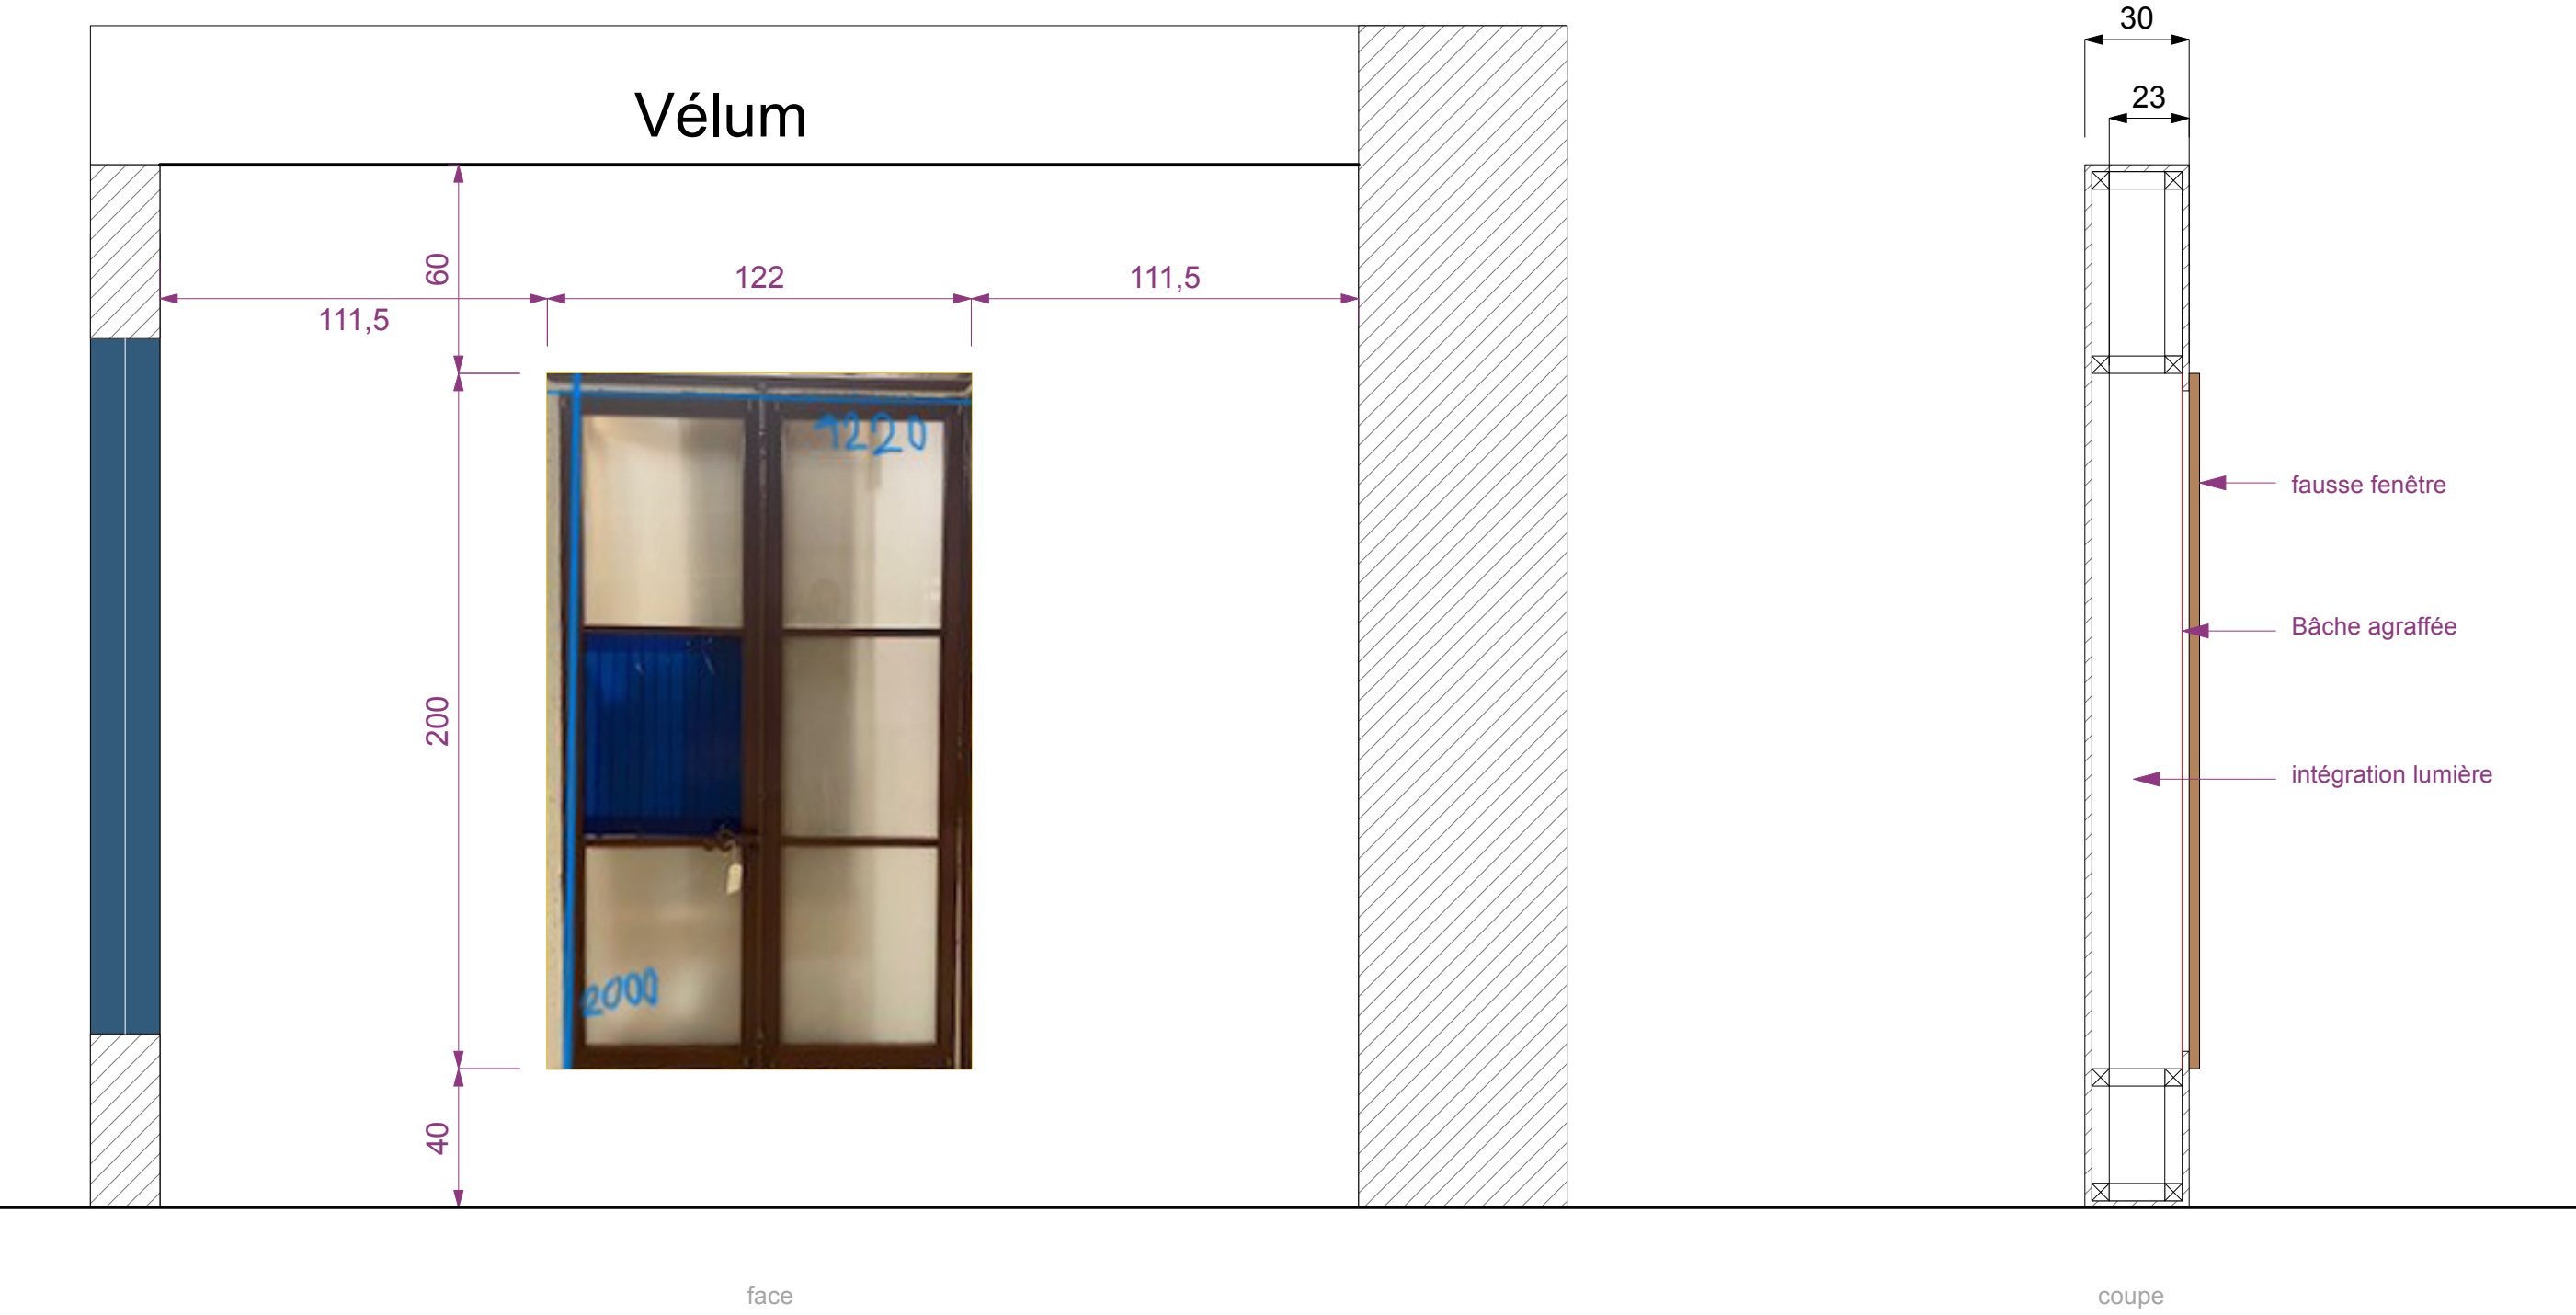 30
23
Vélum
60
111,5
122
111,5
1220
fausse fenêtre
Bâche agraffée
200
intégration lumière
2000
40
face
coupe